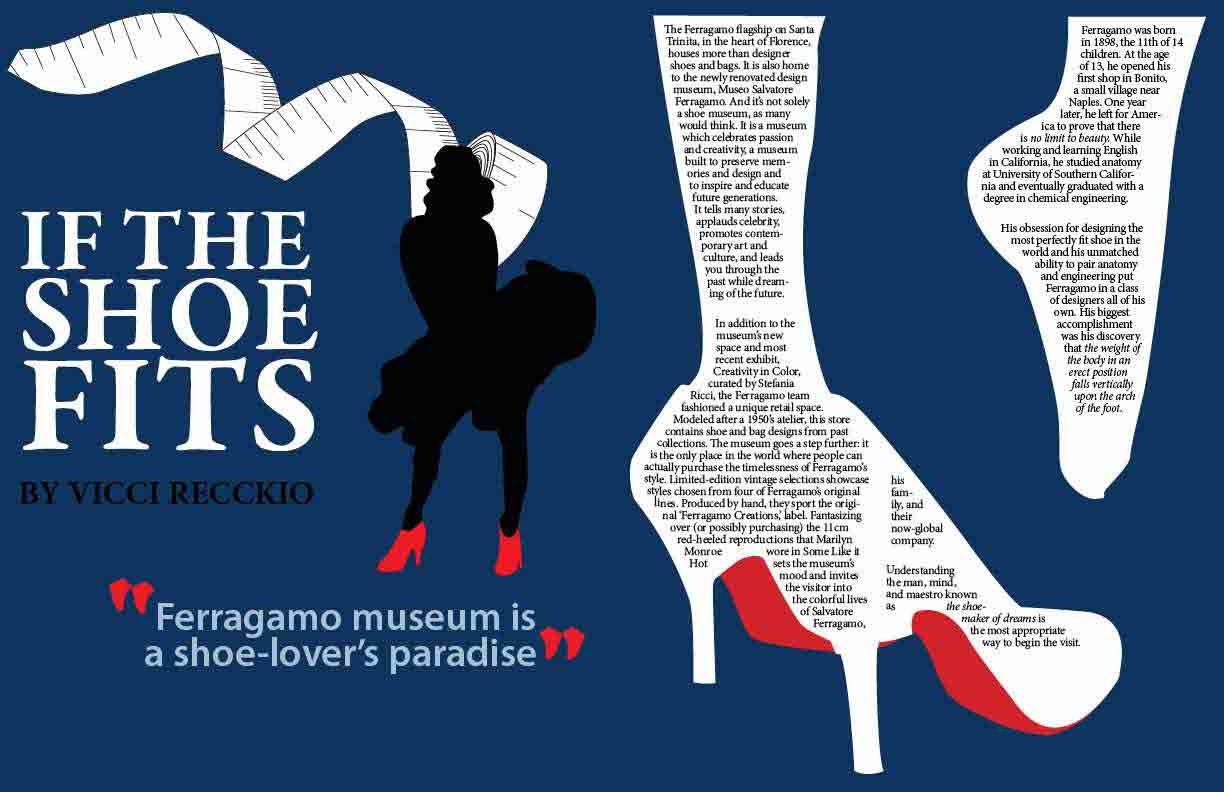 IF THE
SHOE
FITS
BY VICCI RECCKIO
"Ferragamo museum is
a shoe-lover's paradise"
The Ferragamo flagship on Santa
Trinita, in the heart of Florence,
houses more than designer
shoes and bags. It is also home
to the newly renovated design
museum, Museo Salvatore
Ferragamo. And it's not solely
a shoe museum, as many
would think. It is a museum
which celebrates passion
and creativity, a museum
built to preserve mem-
ories and design and
to inspire and educate
future generations.
It tells many stories,
applauds celebrity,
promotes contem-
porary art and
culture, and leads
you through the
past while dream-
ing of the future.
In addition to the
museum's new
space and most
recent exhibit,
Creativity in Color,
curated by Stefania
Ricci, the Ferragamo team
fashioned a unique retail space.
Modeled after a 1950's atelier, this store
contains shoe and bag designs from past
collections. The museum goes a step further: it
is the only place in the world where people can
actually purchase the timelessness of Ferragamo's
style. Limited-edition vintage selections showcase
styles chosen from four of Ferragamo's original
lines. Produced by hand, they sport the origi-
nal 'Ferragamo Creations,' label. Fantasizing
over (or possibly purchasing) the 11cm
red-heeled reproductions that Marilyn
Monroe wore in Some Like it
Hot sets the museum's
mood and invites
the visitor into
the colorful lives
of Salvatore
Ferragamo,
his
fam-
ily, and
their
now-global
company.
Understanding
the man, mind,
and maestro known
as the shoe-
maker of dreams is
the most appropriate
way to begin the visit.
Ferragamo was born
in 1898, the 11th of 14
children. At the age
of 13, he opened his
first shop in Bonito,
a small village near
Naples. One year
later, he left for Amer-
ica to prove that there
is no limit to beauty. While
working and learning English
in California, he studied anatomy
at University of Southern Califor-
nia and eventually graduated with a
degree in chemical engineering.
His obsession for designing the
most perfectly fit shoe in the
world and his unmatched
ability to pair anatomy
and engineering put
Ferragamo in a class
of designers all of his
own. His biggest
accomplishment
was his discovery
that the weight of
the body in an
erect position
falls vertically
upon the arch
of the foot.